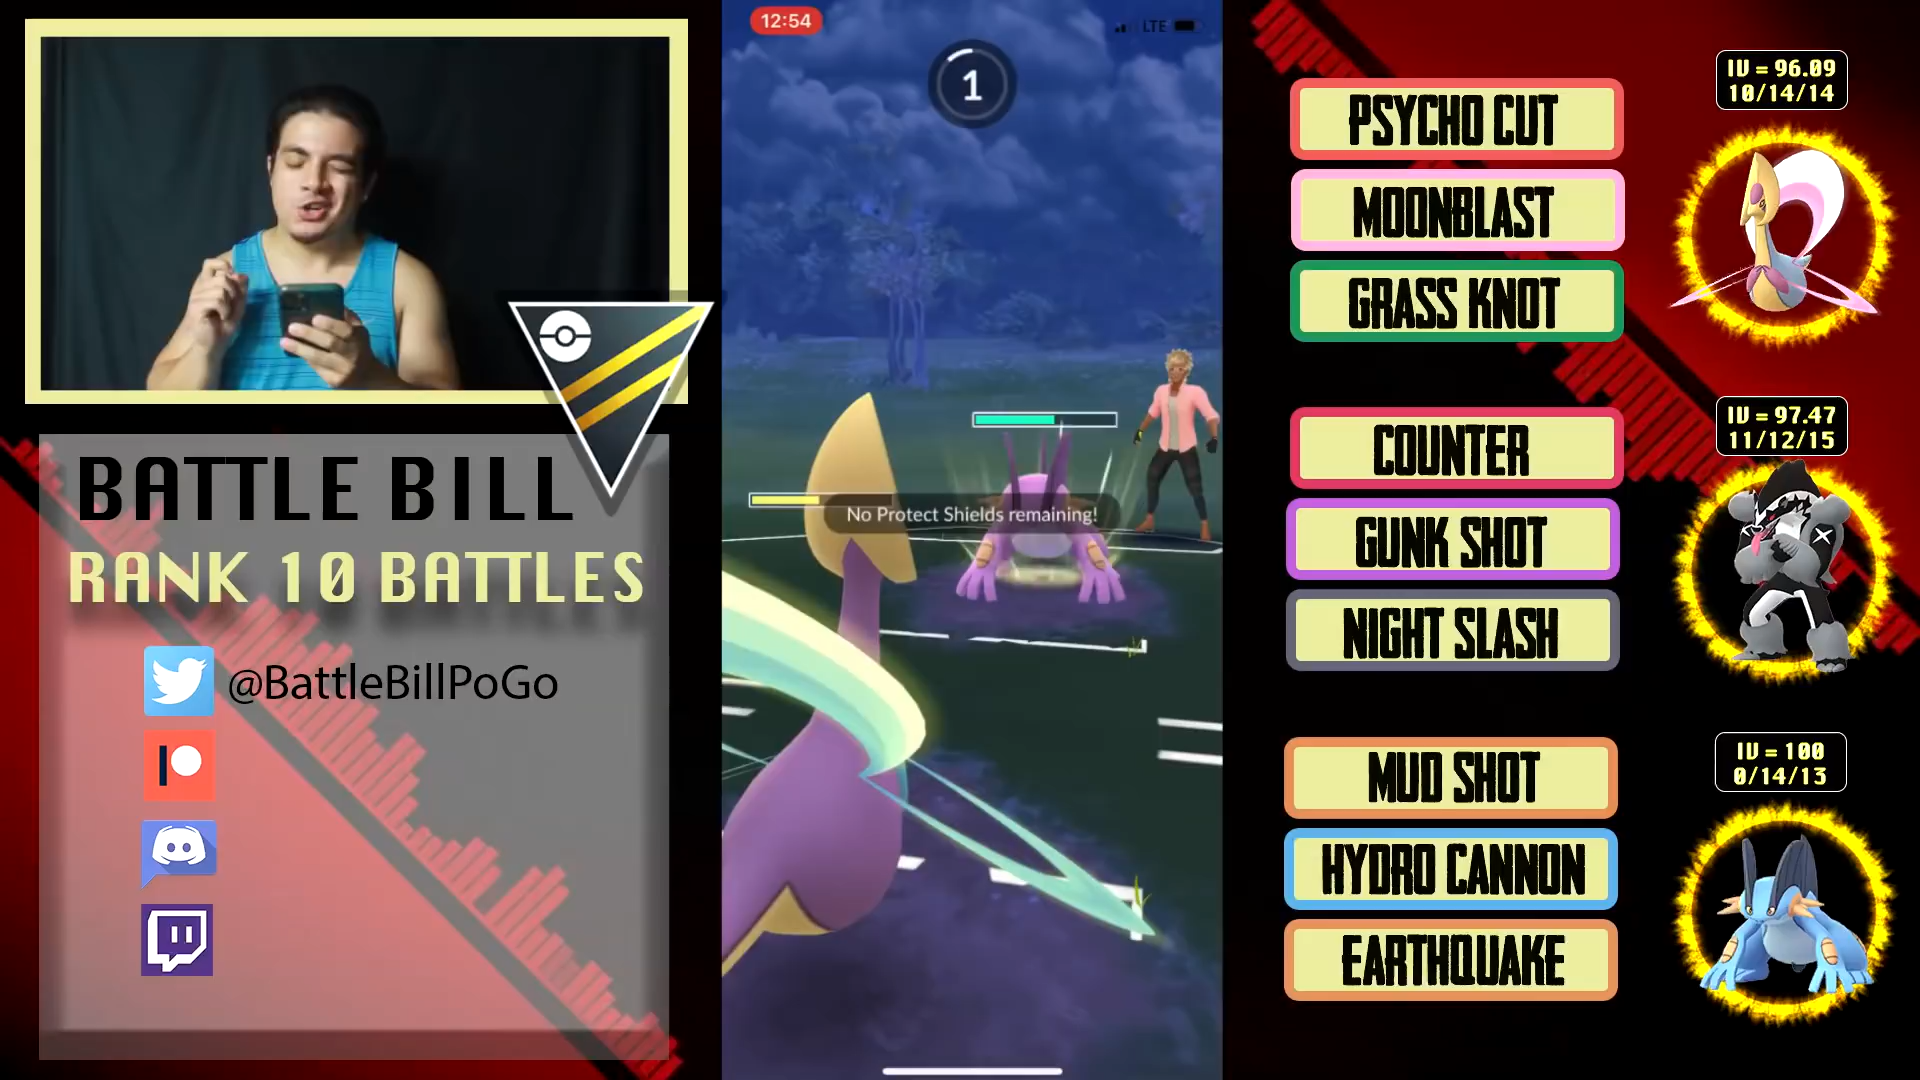 12:54
LTE
1
No Protect Shields remaining!
BATTLE BILL
RANK 10 BATTLES
@BattleBillPoGo
IV = 96.09
10/14/14
PSYCHO CUT
MOONBLAST
GRASS KNOT
IV = 97.47
11/12/15
COUNTER
GUNK SHOT
NIGHT SLASH
IV = 100
0/14/13
MUD SHOT
HYDRO CANNON
EARTHQUAKE